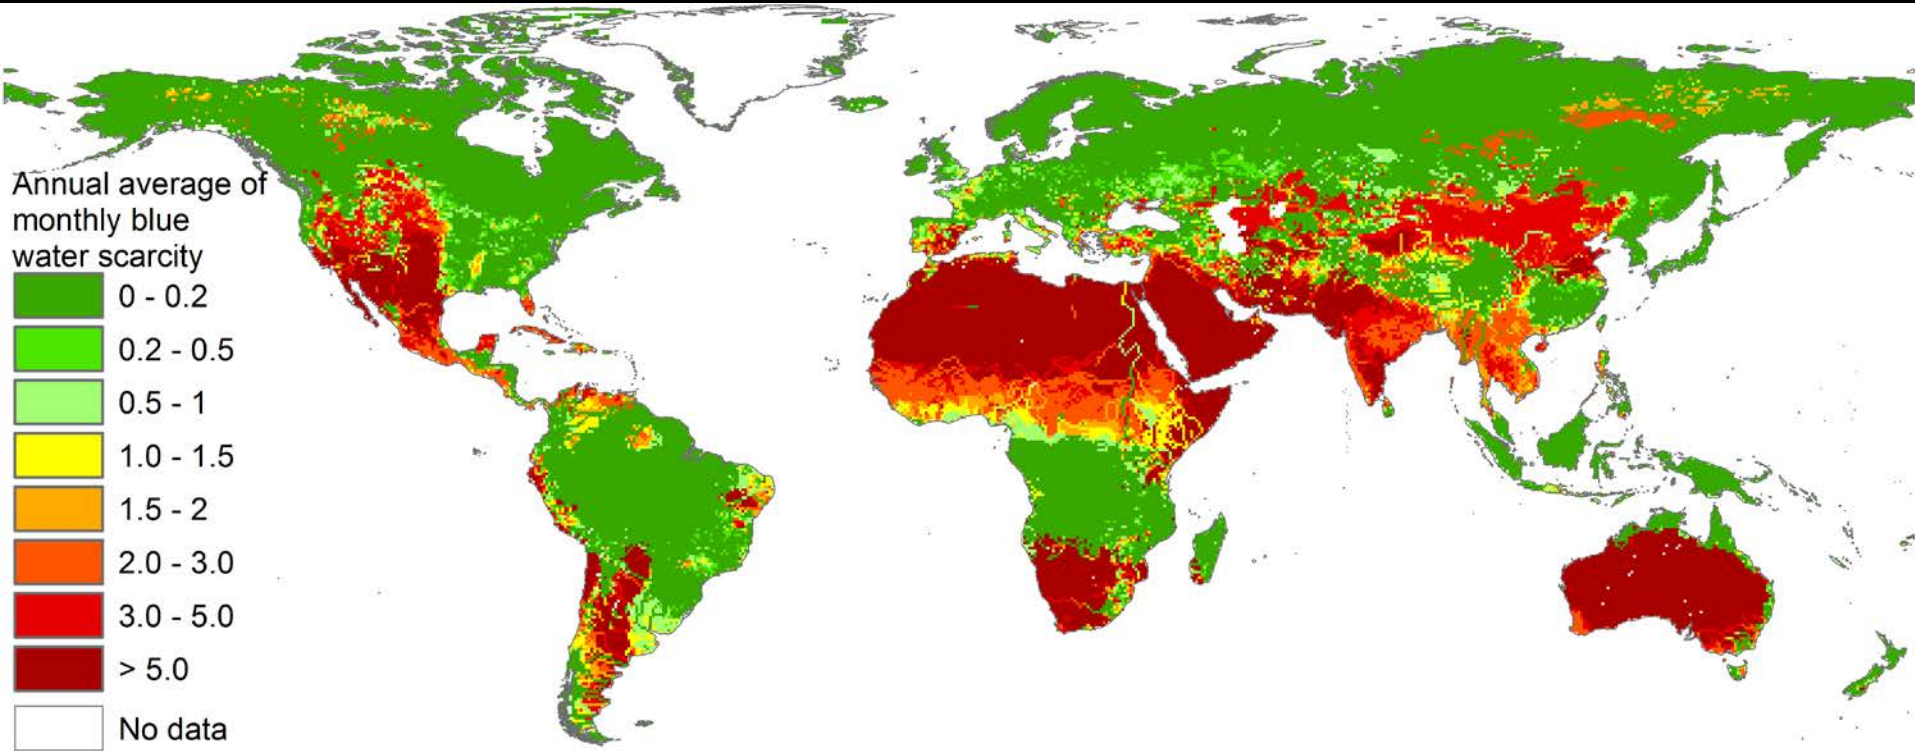 Annual average of
monthly blue
water scarcity
0 - 0.2
0.2 - 0.5
0.5 - 1
1.0 - 1.5
1.5 - 2
2.0 - 3.0
3.0 - 5.0
> 5.0
No data